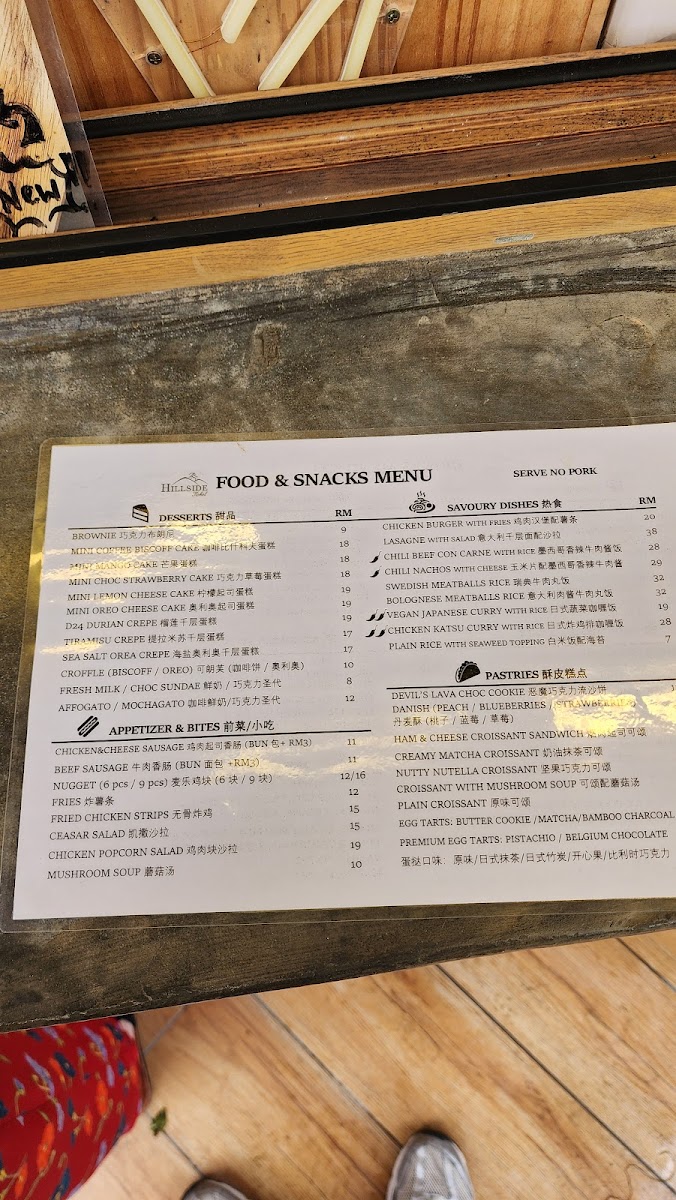 New
HILLSIDE
FOOD & SNACKS MENU
SERVE NO PORK
DESSERTS 甜品 RM
BROWNIE 巧克力布朗尼 9
MINI COFFEE BISCOFF CAKE 咖啡比什科夫蛋糕 18
MINI MANGO CAKE 芒果蛋糕 18
MINI CHOC STRAWBERRY CAKE 巧克力草莓蛋糕 18
MINI LEMON CHEESE CAKE 柠檬起司蛋糕 19
MINI OREO CHEESE CAKE 奥利奥起司蛋糕 19
D24 DURIAN CREPE 榴莲千层蛋糕 19
TIRAMISU CREPE 提拉米苏千层蛋糕 17
SEA SALT OREA CREPE 海盐奥利奥千层蛋糕 17
CROFFLE (BISCOFF / OREO) 可朗芙 (咖啡饼 / 奥利奥) 10
FRESH MILK / CHOC SUNDAE 鲜奶 / 巧克力圣代 8
AFFOGATO / MOCHAGATO 咖啡鲜奶/巧克力圣代 12
APPETIZER & BITES 前菜/小吃
CHICKEN&CHEESE SAUSAGE 鸡肉起司香肠 (BUN 包+ RM3) 11
BEEF SAUSAGE 牛肉香肠 (BUN 面包 +RM3) 11
NUGGET (6 pcs / 9 pcs) 麦乐鸡块 (6 块 / 9 块) 12/16
FRIES 炸薯条 12
FRIED CHICKEN STRIPS 无骨炸鸡 15
CEASAR SALAD 凯撒沙拉 15
CHICKEN POPCORN SALAD 鸡肉块沙拉 19
MUSHROOM SOUP 蘑菇汤 10
SAVOURY DISHES 热食 RM
CHICKEN BURGER WITH FRIES 鸡肉汉堡配薯条 20
LASAGNE WITH SALAD 意大利千层面配沙拉 38
CHILI BEEF CON CARNE WITH RICE 墨西哥香辣牛肉酱饭 28
CHILI NACHOS WITH CHEESE 玉米片配墨西哥香辣牛肉酱 29
SWEDISH MEATBALLS RICE 瑞典牛肉丸饭 32
BOLOGNESE MEATBALLS RICE 意大利肉酱牛肉丸饭 32
VEGAN JAPANESE CURRY WITH RICE 日式蔬菜咖喱饭 19
CHICKEN KATSU CURRY WITH RICE 日式炸鸡排咖喱饭 28
PLAIN RICE WITH SEAWEED TOPPING 白米饭配海苔 7
PASTRIES 酥皮糕点
DEVIL'S LAVA CHOC COOKIE 恶魔巧克力流沙饼
DANISH (PEACH / BLUEBERRIES / STRAWBERRIES)
丹麦酥 (桃子 / 蓝莓 / 草莓)
HAM & CHEESE CROISSANT SANDWICH 起司可颂
CREAMY MATCHA CROISSANT 奶油抹茶可颂
NUTTY NUTELLA CROISSANT 坚果巧克力可颂
CROISSANT WITH MUSHROOM SOUP 可颂配蘑菇汤
PLAIN CROISSANT 原味可颂
EGG TARTS: BUTTER COOKIE /MATCHA/BAMBOO CHARCOAL
PREMIUM EGG TARTS: PISTACHIO / BELGIUM CHOCOLATE
蛋挞口味: 原味/日式抹茶/日式竹炭/开心果/比利时巧克力